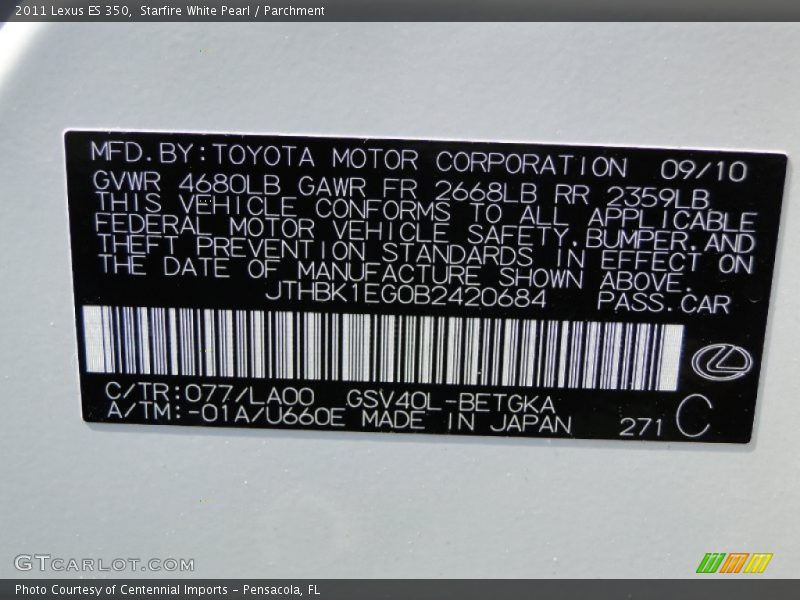 2011 Lexus ES 350, Starfire White Pearl / Parchment
MFD.BY:TOYOTA MOTOR CORPORATION 09/10
GVWR 4680LB GAWR FR 2668LB RR 2359LB
THIS VEHICLE CONFORMS TO ALL APPLICABLE
FEDERAL MOTOR VEHICLE SAFETY,BUMPER,AND
THEFT PREVENTION STANDARDS IN EFFECT ON
THE DATE OF MANUFACTURE SHOWN ABOVE.
JTHBK1EG0B2420684 PASS.CAR
C/TR:077/LA00 GSV40L-BETGKA
A/TM:-01A/U660E MADE IN JAPAN 271 C
GTCARLOT.COM
Photo Courtesy of Centennial Imports - Pensacola, FL